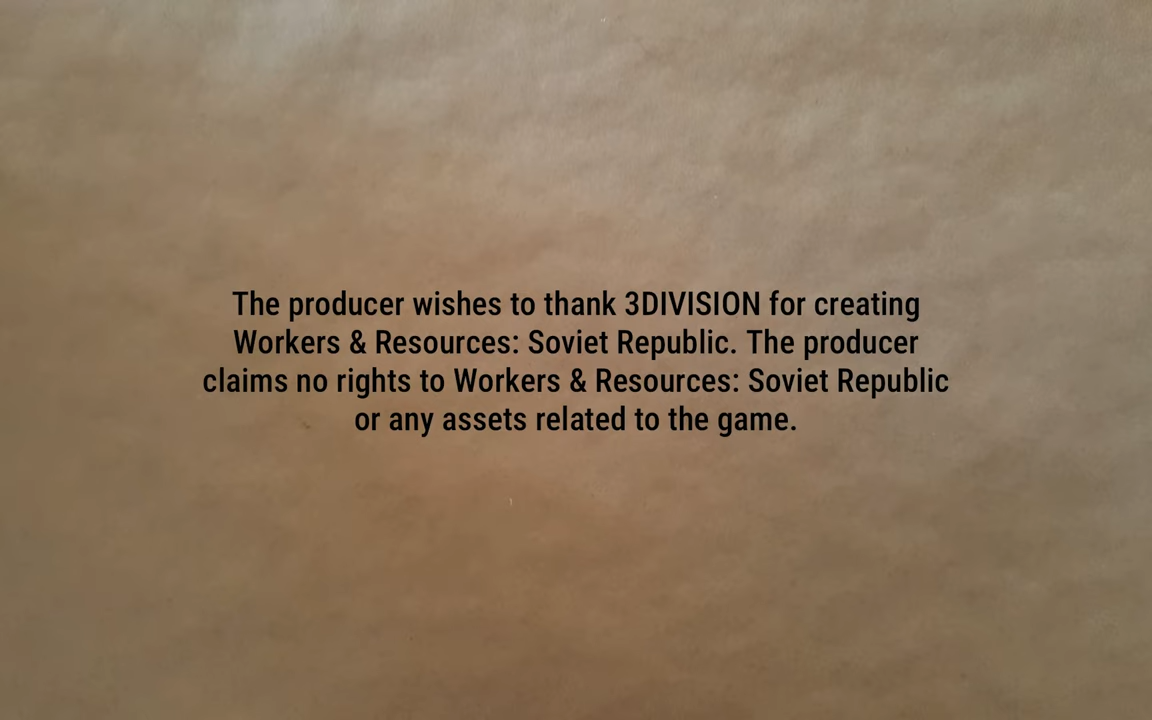 The producer wishes to thank 3DIVISION for creating
Workers & Resources: Soviet Republic. The producer
claims no rights to Workers & Resources: Soviet Republic
or any assets related to the game.